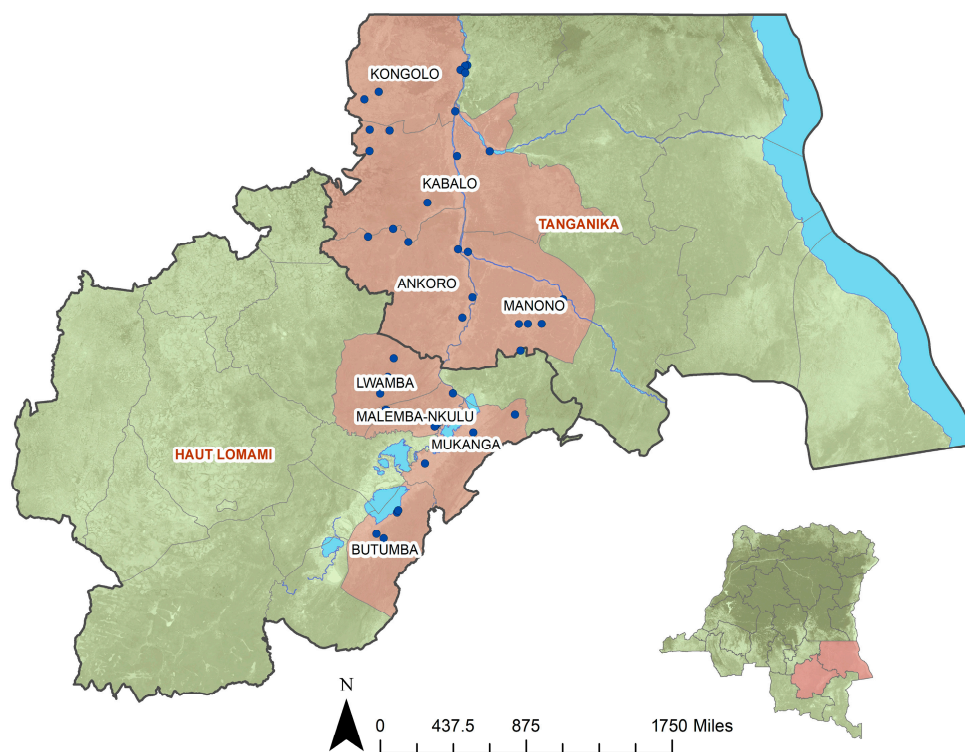 KONGOLO
KABALO
TANGANIKA
ANKORO
MANONO
LWAMBA
MALEMBA-NKULU
MUKANGA
HAUT LOMAMI
BUTUMBA
N
0 437.5 875 1750 Miles